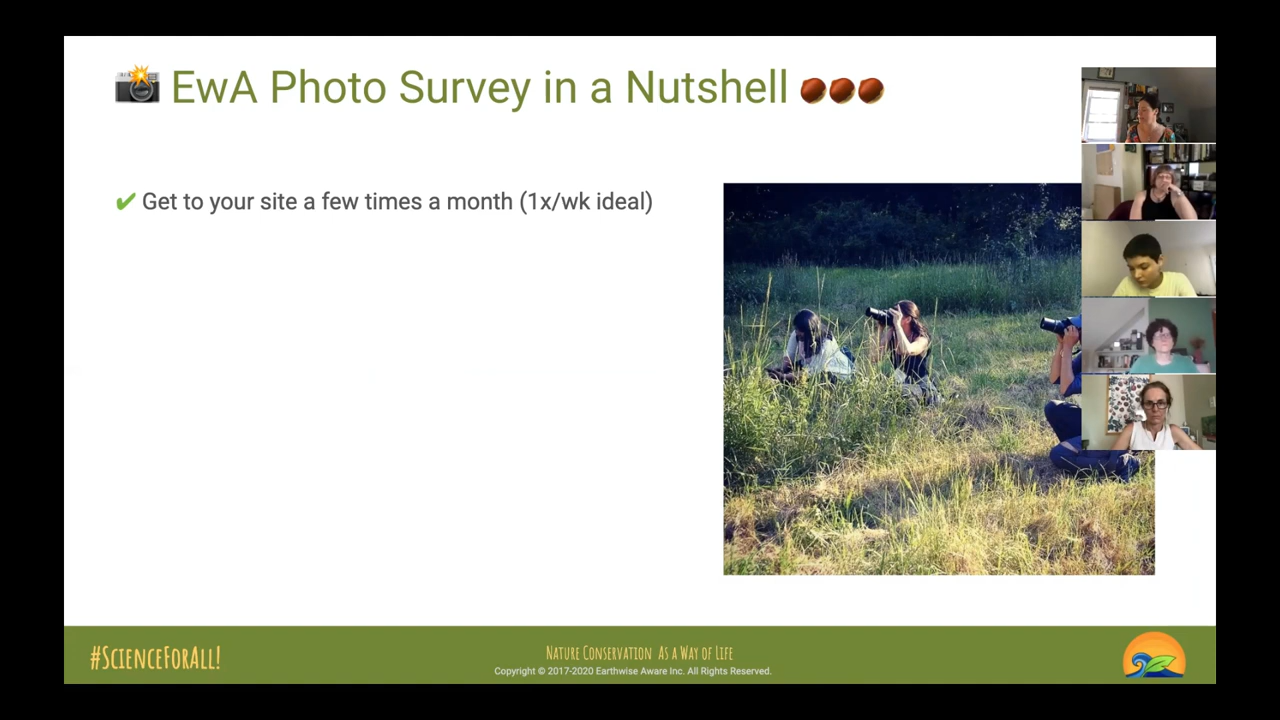 EwA Photo Survey in a Nutshell
✔ Get to your site a few times a month (1x/wk ideal)
#ScienceForAll!
Nature Conservation As a Way of Life
Copyright © 2017-2020 Earthwise Aware Inc. All Rights Reserved.